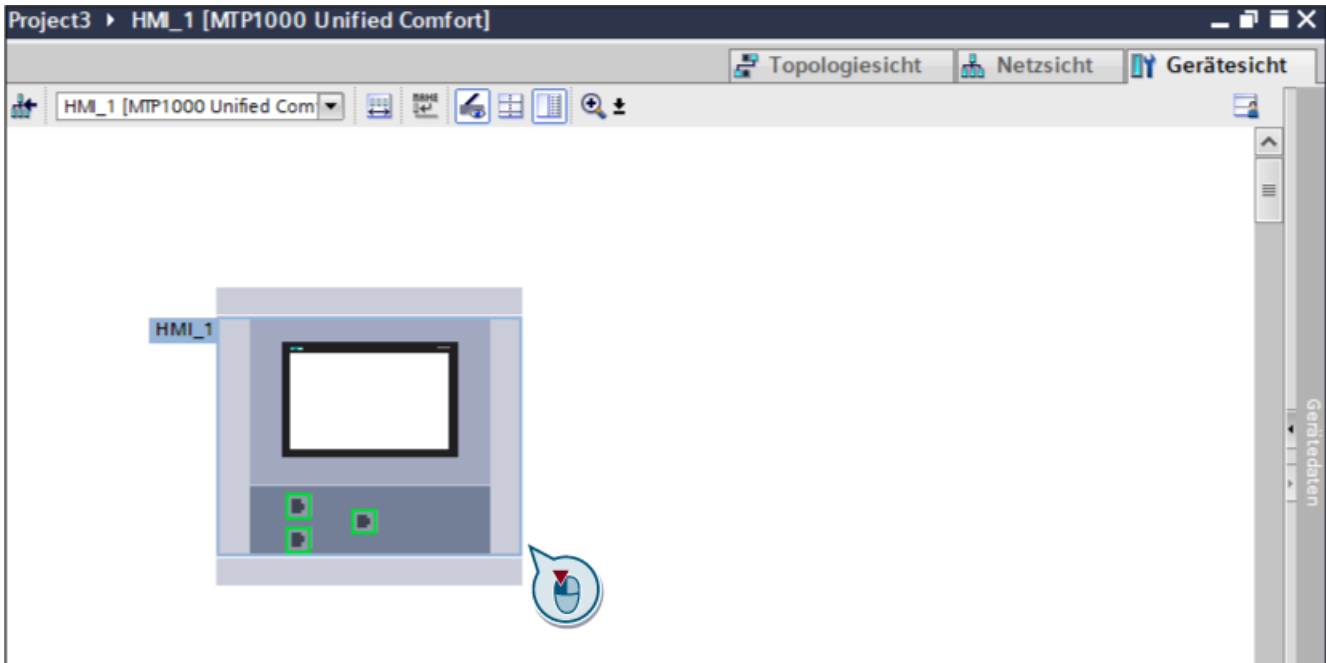 Project3 ▸ HMI_1 [MTP1000 Unified Comfort]
Topologiesicht
Netzsicht
Gerätesicht
HMI_1 [MTP1000 Unified Com
HMI_1
Gerätedaten